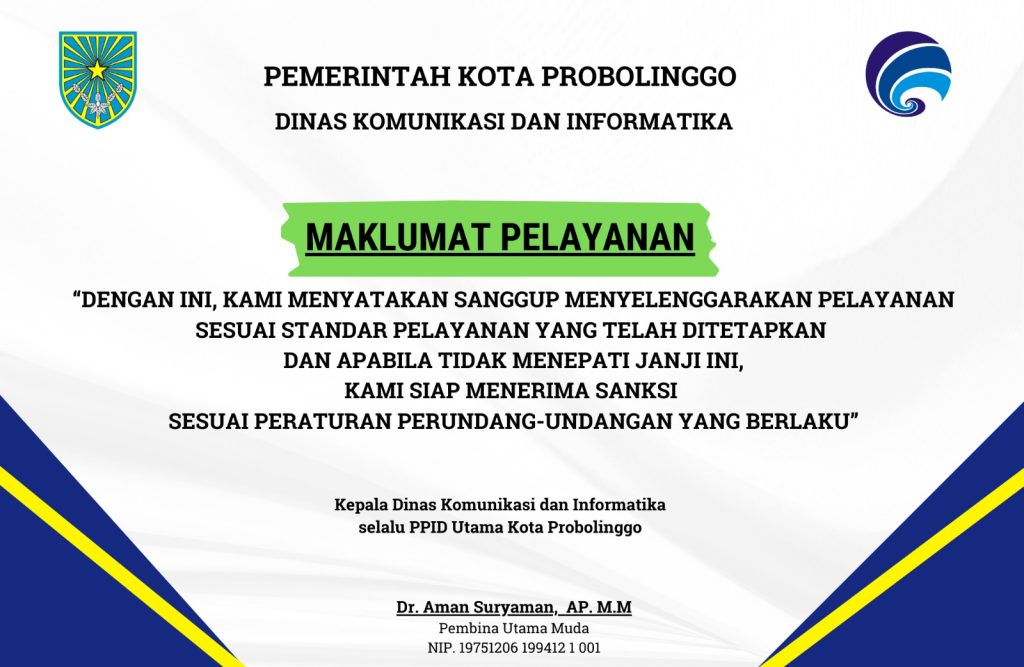 PEMERINTAH KOTA PROBOLINGGO
DINAS KOMUNIKASI DAN INFORMATIKA
MAKLUMAT PELAYANAN
“DENGAN INI, KAMI MENYATAKAN SANGGUP MENYELENGGARAKAN PELAYANAN
SESUAI STANDAR PELAYANAN YANG TELAH DITETAPKAN
DAN APABILA TIDAK MENEPATI JANJI INI,
KAMI SIAP MENERIMA SANKSI
SESUAI PERATURAN PERUNDANG-UNDANGAN YANG BERLAKU”
Kepala Dinas Komunikasi dan Informatika
selalu PPID Utama Kota Probolinggo
Dr. Aman Suryaman, AP. M.M
Pembina Utama Muda
NIP. 19751206 199412 1 001